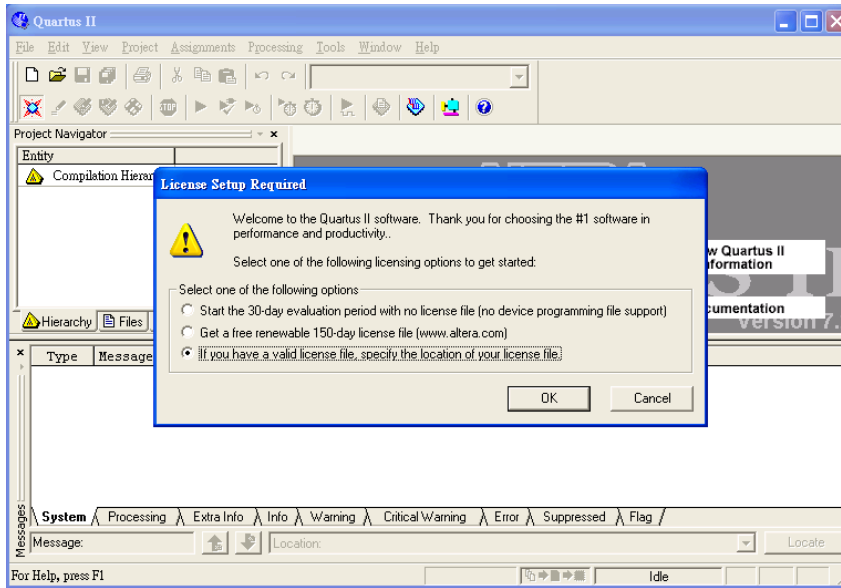 Quartus II
File Edit View Project Assignments Processing Tools Window Help
STOP
Project Navigator
Entity
Compilation Hierar
Hierarchy Files
License Setup Required
Welcome to the Quartus II software. Thank you for choosing the #1 software in
performance and productivity..
Select one of the following licensing options to get started:
Select one of the following options
Start the 30-day evaluation period with no license file (no device programming file support)
Get a free renewable 150-day license file (www.altera.com)
If you have a valid license file, specify the location of your license file.
OK Cancel
w Quartus II
formation
cumentation
Version 7.
Type Message
System Processing Extra Info Info Warning Critical Warning Error Suppressed Flag
Messages
Message: Location: Locate
For Help, press F1 Idle